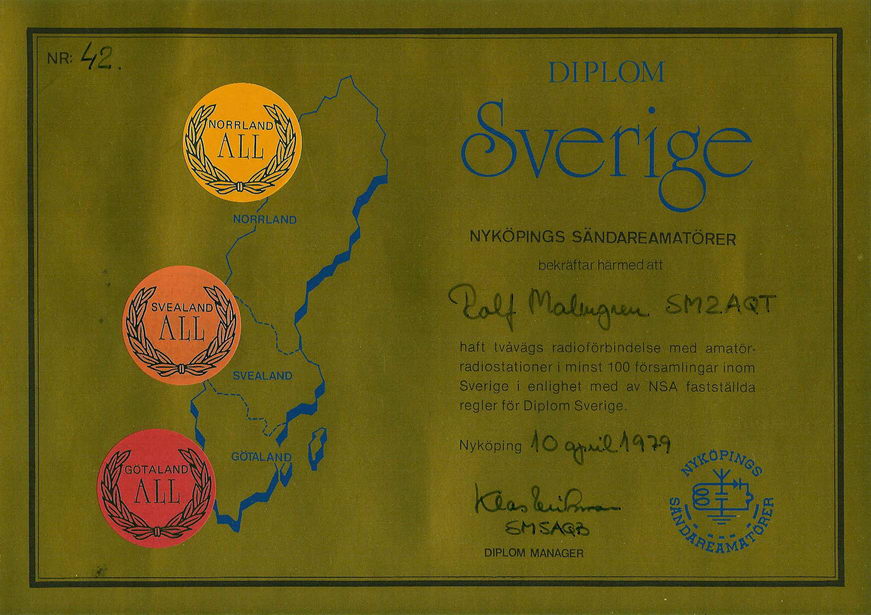 NR: 42.
DIPLOM
Sverige
NYKÖPINGS SÄNDAREAMATÖRER
bekräftar härmed att
Rolf Malmgren SM2AQT
haft tvåvägs radioförbindelse med amatör-
radiostationer i minst 100 församlingar inom
Sverige i enlighet med av NSA fastställda
regler för Diplom Sverige.
Nyköping 10 april 1979
Klas
SM5AQB
DIPLOM MANAGER
NYKÖPINGS
SÄNDAREAMATÖRER
NORRLAND
ALL
NORRLAND
SVEALAND
ALL
SVEALAND
GÖTALAND
GOTALAND
ALL